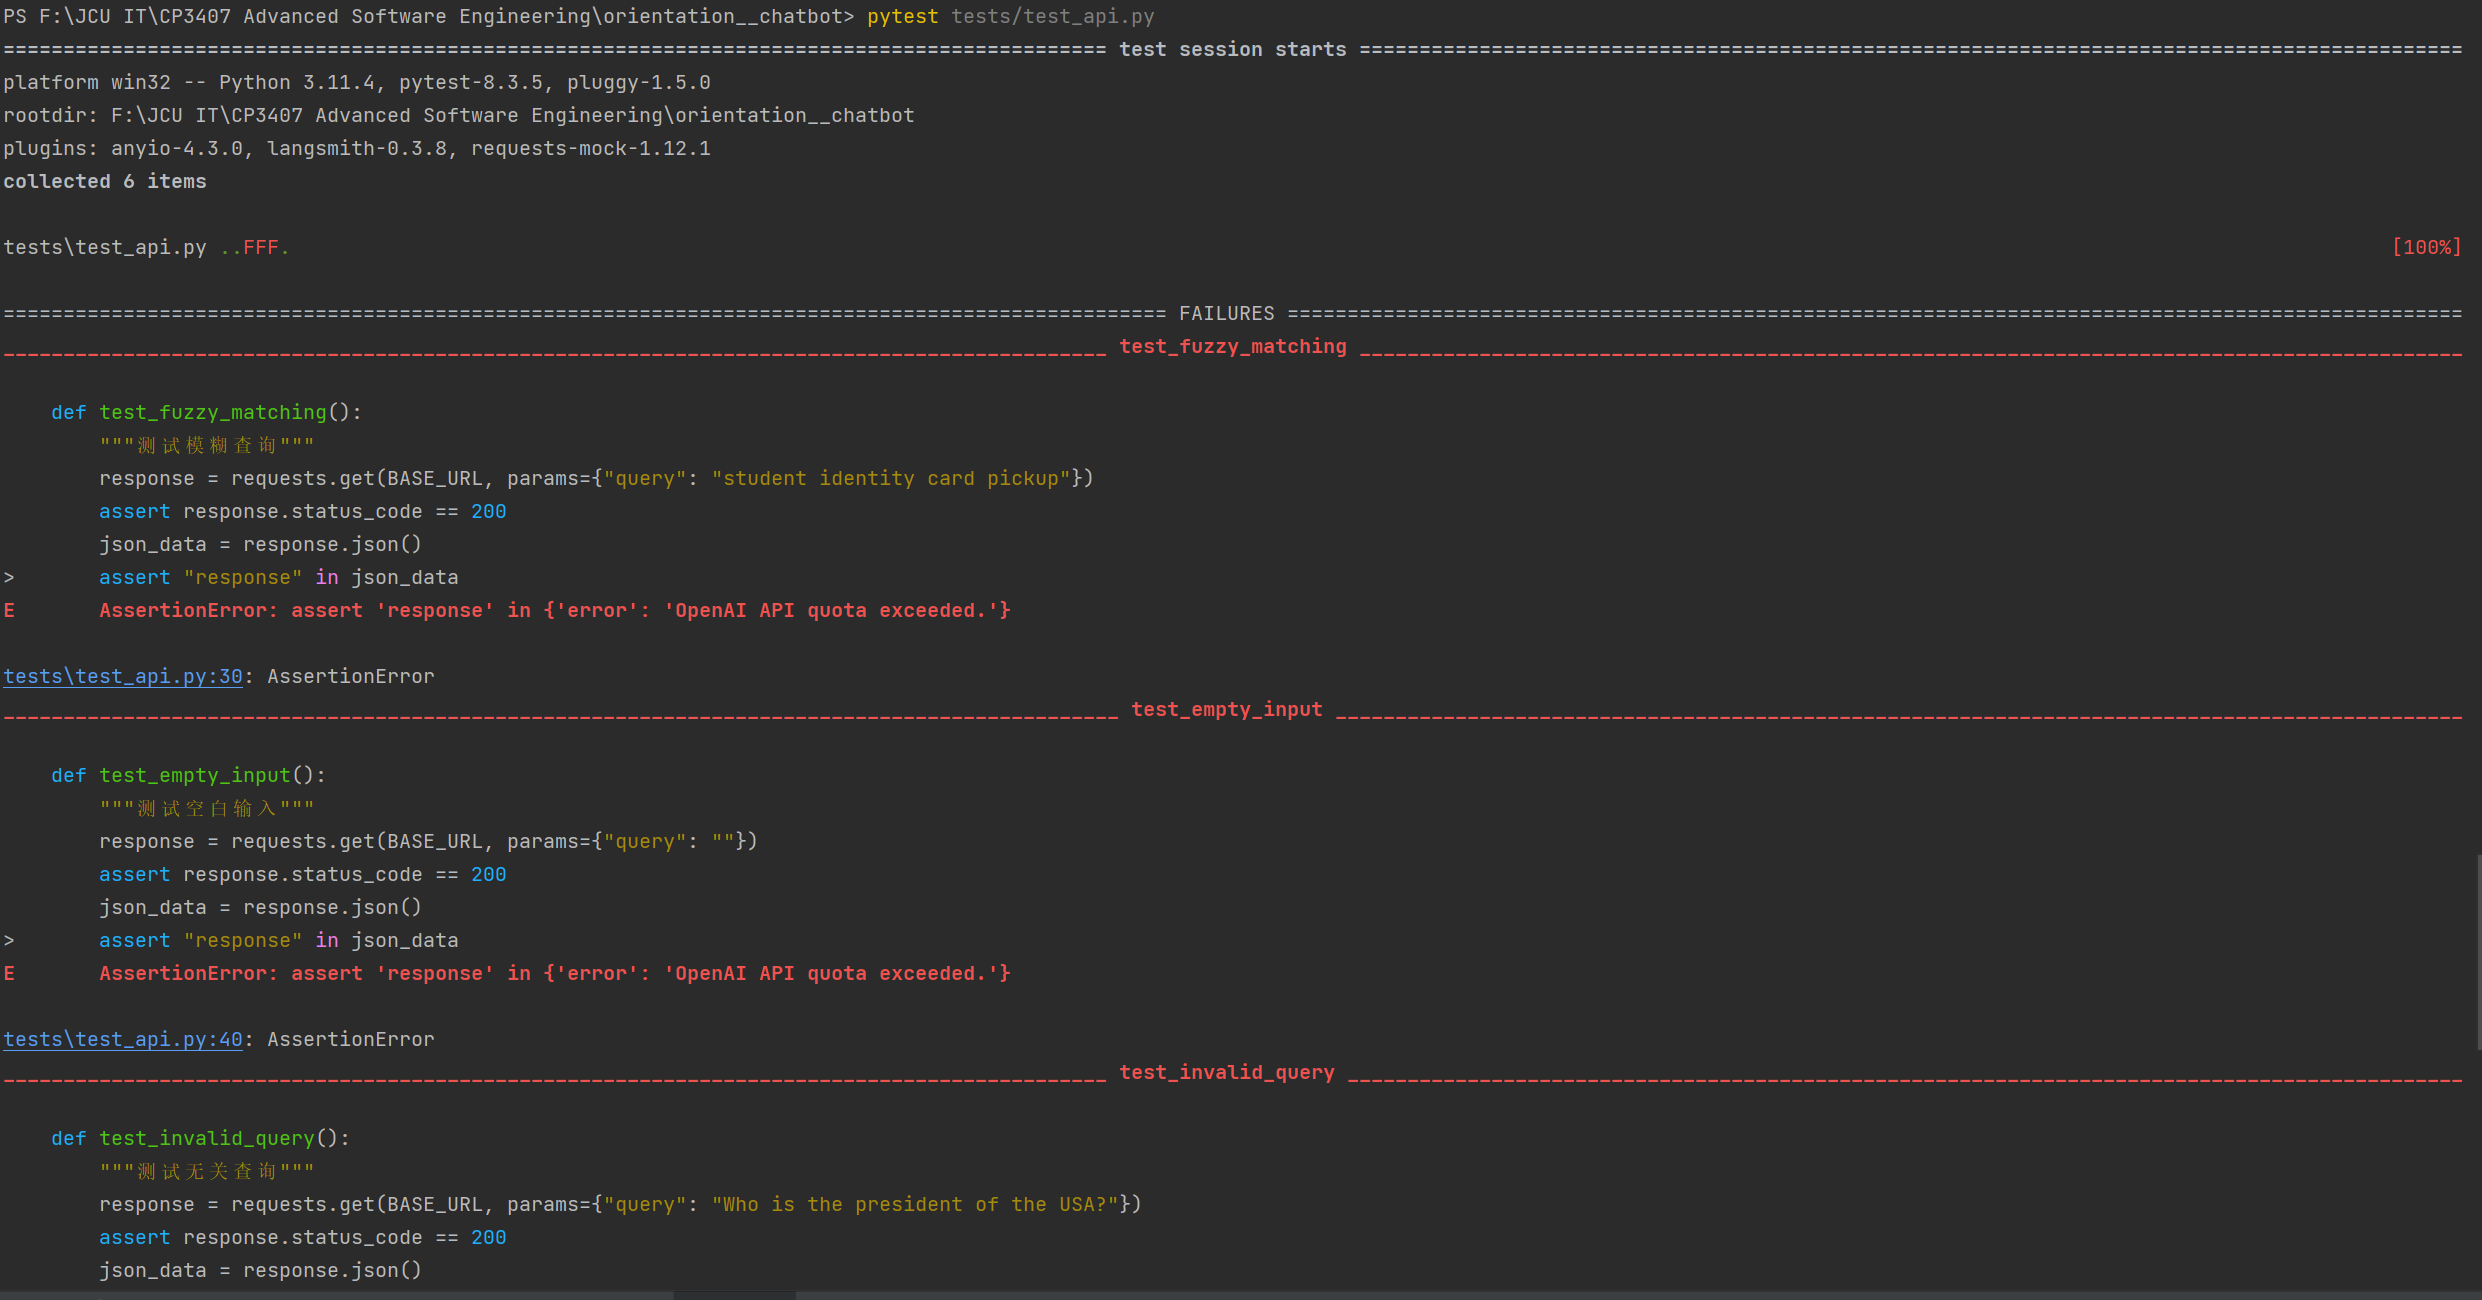 PS F:\JCU IT\CP3407 Advanced Software Engineering\orientation__chatbot> pytest tests/test_api.py
============================================================================================ test session starts ============================================================================================
platform win32 -- Python 3.11.4, pytest-8.3.5, pluggy-1.5.0
rootdir: F:\JCU IT\CP3407 Advanced Software Engineering\orientation__chatbot
plugins: anyio-4.3.0, langsmith-0.3.8, requests-mock-1.12.1
collected 6 items
tests\test_api.py ..FFF. [100%]
================================================================================================= FAILURES ==================================================================================================
____________________________________________________________________________________________ test_fuzzy_matching ____________________________________________________________________________________________
def test_fuzzy_matching():
"""测试模糊查询"""
response = requests.get(BASE_URL, params={"query": "student identity card pickup"})
assert response.status_code == 200
json_data = response.json()
> assert "response" in json_data
E AssertionError: assert 'response' in {'error': 'OpenAI API quota exceeded.'}
tests\test_api.py:30: AssertionError
_____________________________________________________________________________________________ test_empty_input ______________________________________________________________________________________________
def test_empty_input():
"""测试空白输入"""
response = requests.get(BASE_URL, params={"query": ""})
assert response.status_code == 200
json_data = response.json()
> assert "response" in json_data
E AssertionError: assert 'response' in {'error': 'OpenAI API quota exceeded.'}
tests\test_api.py:40: AssertionError
____________________________________________________________________________________________ test_invalid_query _____________________________________________________________________________________________
def test_invalid_query():
"""测试无关查询"""
response = requests.get(BASE_URL, params={"query": "Who is the president of the USA?"})
assert response.status_code == 200
json_data = response.json()